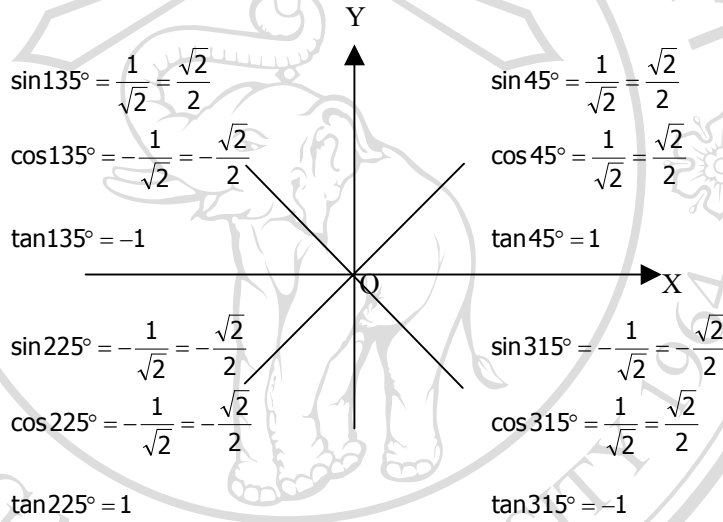 Y
sin135° = 1/√2 = √2/2
cos135° = −1/√2 = −√2/2
tan135° = −1
sin45° = 1/√2 = √2/2
cos45° = 1/√2 = √2/2
tan45° = 1
O
X
sin225° = −1/√2 = −√2/2
cos225° = −1/√2 = −√2/2
tan225° = 1
sin315° = −1/√2 = −√2/2
cos315° = 1/√2 = √2/2
tan315° = −1
1964